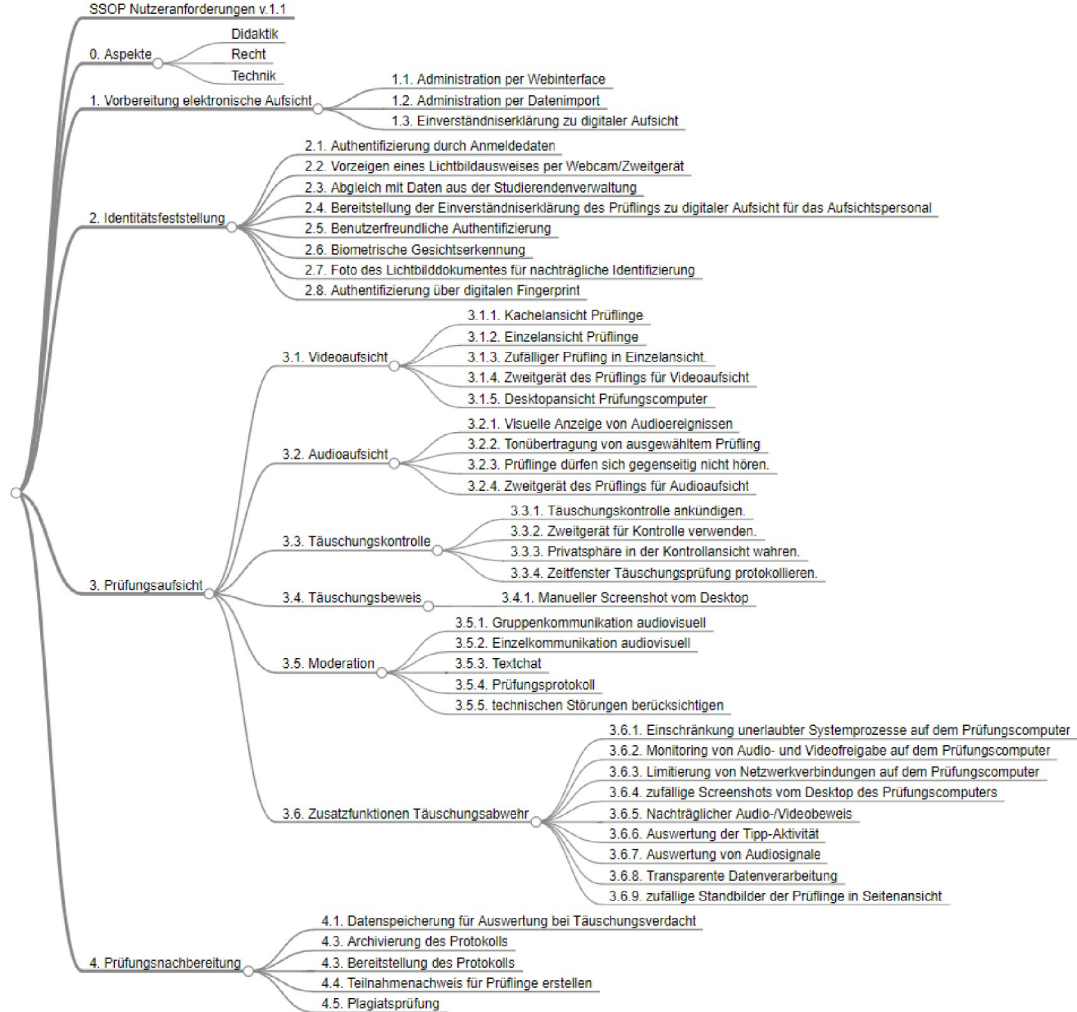 SSOP Nutzeranforderungen v.1.1
0. Aspekte
Didaktik
Recht
Technik
1. Vorbereitung elektronische Aufsicht
1.1. Administration per Webinterface
1.2. Administration per Datenimport
1.3. Einverständniserklärung zu digitaler Aufsicht
2. Identitätsfeststellung
2.1. Authentifizierung durch Anmeldedaten
2.2. Vorzeigen eines Lichtbildausweises per Webcam/Zweitgerät
2.3. Abgleich mit Daten aus der Studierendenverwaltung
2.4. Bereitstellung der Einverständniserklärung des Prüflings zu digitaler Aufsicht für das Aufsichtspersonal
2.5. Benutzerfreundliche Authentifizierung
2.6. Biometrische Gesichtserkennung
2.7. Foto des Lichtbilddokumentes für nachträgliche Identifizierung
2.8. Authentifizierung über digitalen Fingerprint
3. Prüfungsaufsicht
3.1. Videoaufsicht
3.1.1. Kachelansicht Prüflinge
3.1.2. Einzelansicht Prüflinge
3.1.3. Zufälliger Prüfling in Einzelansicht.
3.1.4. Zweitgerät des Prüflings für Videoaufsicht
3.1.5. Desktopansicht Prüfungscomputer
3.2. Audioaufsicht
3.2.1. Visuelle Anzeige von Audioereignissen
3.2.2. Tonübertragung von ausgewähltem Prüfling
3.2.3. Prüflinge dürfen sich gegenseitig nicht hören.
3.2.4. Zweitgerät des Prüflings für Audioaufsicht
3.3. Täuschungskontrolle
3.3.1. Täuschungskontrolle ankündigen.
3.3.2. Zweitgerät für Kontrolle verwenden.
3.3.3. Privatsphäre in der Kontrollansicht wahren.
3.3.4. Zeitfenster Täuschungsprüfung protokollieren.
3.4. Täuschungsbeweis
3.4.1. Manueller Screenshot vom Desktop
3.5. Moderation
3.5.1. Gruppenkommunikation audiovisuell
3.5.2. Einzelkommunikation audiovisuell
3.5.3. Textchat
3.5.4. Prüfungsprotokoll
3.5.5. technischen Störungen berücksichtigen
3.6. Zusatzfunktionen Täuschungsabwehr
3.6.1. Einschränkung unerlaubter Systemprozesse auf dem Prüfungscomputer
3.6.2. Monitoring von Audio- und Videofreigabe auf dem Prüfungscomputer
3.6.3. Limitierung von Netzwerkverbindungen auf dem Prüfungscomputer
3.6.4. zufällige Screenshots vom Desktop des Prüfungscomputers
3.6.5. Nachträglicher Audio-/Videobeweis
3.6.6. Auswertung der Tipp-Aktivität
3.6.7. Auswertung von Audiosignale
3.6.8. Transparente Datenverarbeitung
3.6.9. zufällige Standbilder der Prüflinge in Seitenansicht
4. Prüfungsnachbereitung
4.1. Datenspeicherung für Auswertung bei Täuschungsverdacht
4.3. Archivierung des Protokolls
4.3. Bereitstellung des Protokolls
4.4. Teilnahmenachweis für Prüflinge erstellen
4.5. Plagiatsprüfung